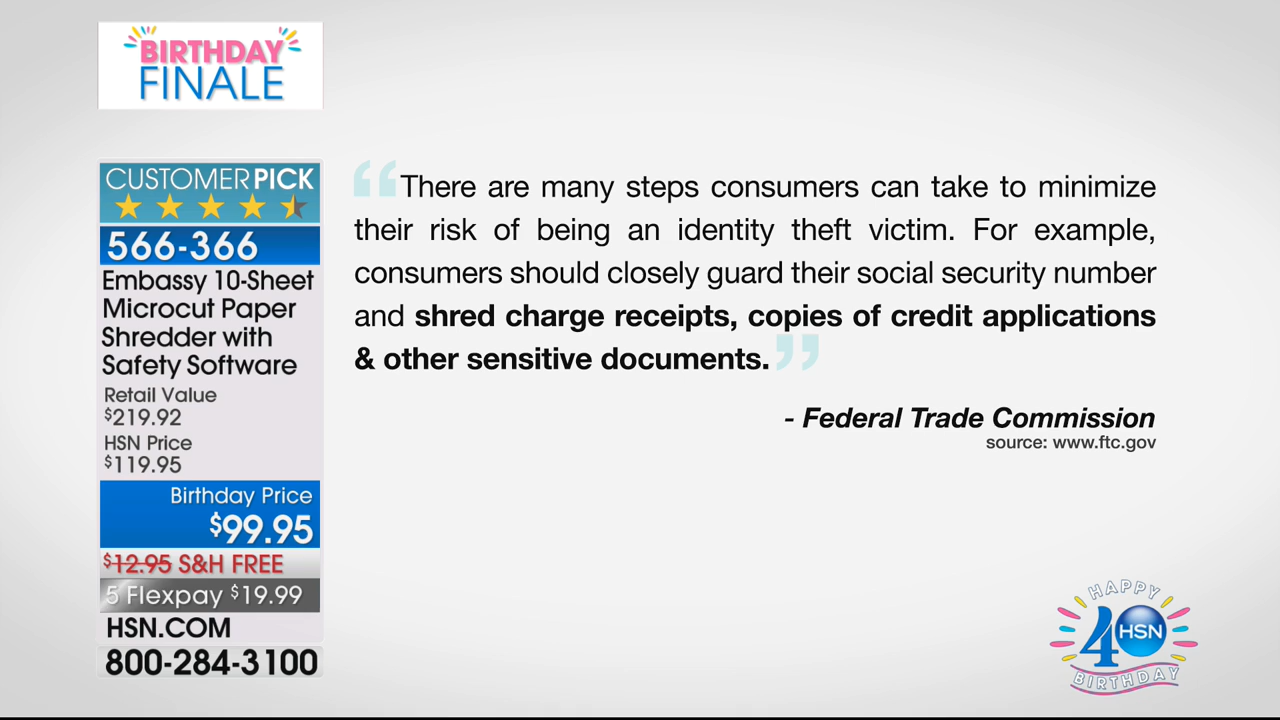 BIRTHDAY
FINALE
CUSTOMERPICK
566-366
Embassy 10-Sheet
Microcut Paper
Shredder with
Safety Software
Retail Value
$219.92
HSN Price
$119.95
Birthday Price
$99.95
$12.95 S&H FREE
5 Flexpay $19.99
HSN.COM
800-284-3100
“There are many steps consumers can take to minimize
their risk of being an identity theft victim. For example,
consumers should closely guard their social security number
and shred charge receipts, copies of credit applications
& other sensitive documents.”
- Federal Trade Commission
source: www.ftc.gov
HAPPY
40 HSN
BIRTHDAY